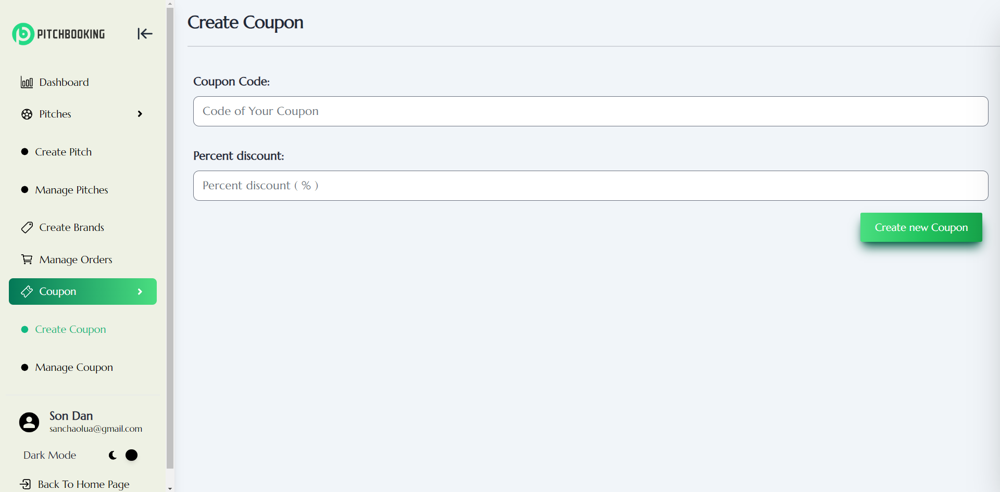 PITCHBOOKING
Dashboard
Pitches
Create Pitch
Manage Pitches
Create Brands
Manage Orders
Coupon
Create Coupon
Manage Coupon
Son Dan
sanchaolua@gmail.com
Dark Mode
Back To Home Page
Create Coupon
Coupon Code:
Code of Your Coupon
Percent discount:
Percent discount ( % )
Create new Coupon